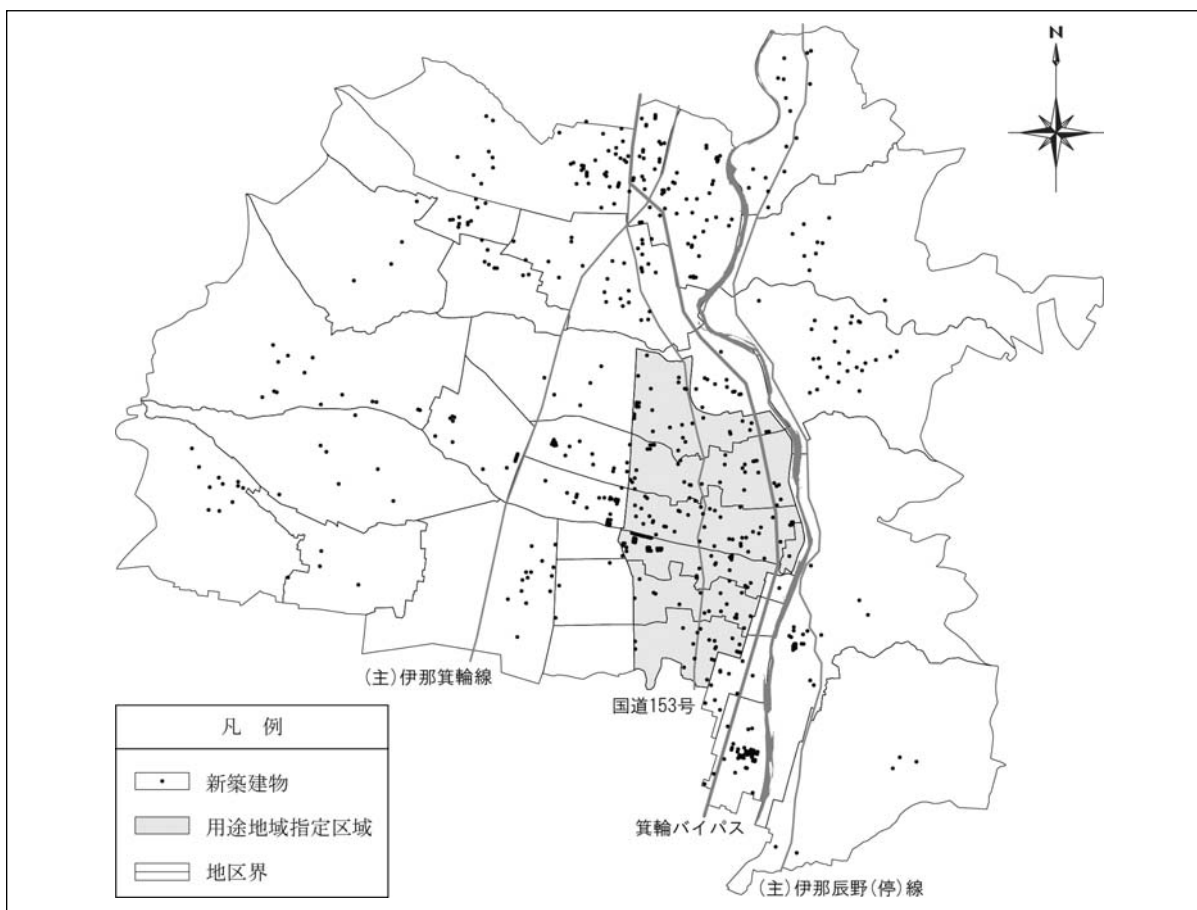 N
(主)伊那箕輪線
国道153号
箕輪バイパス
(主)伊那辰野(停)線
凡 例
新築建物
用途地域指定区域
地区界